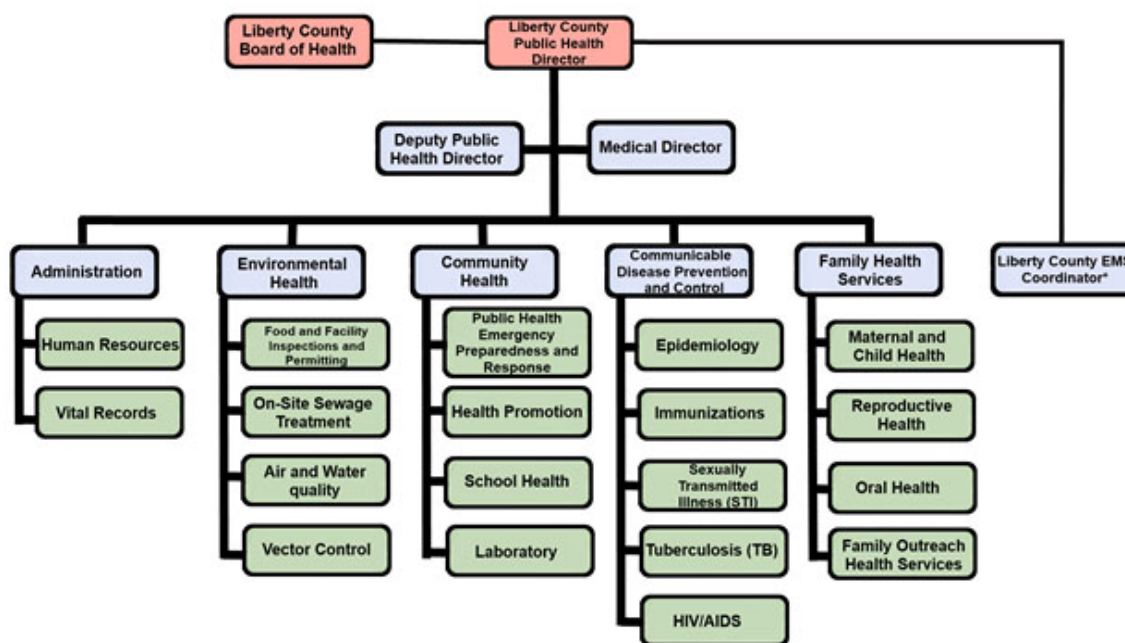 Liberty County
Board of Health
Liberty County
Public Health
Director
Deputy Public
Health Director
Medical Director
Administration
Environmental
Health
Community
Health
Communicable
Disease Prevention
and Control
Family Health
Services
Liberty County EMS
Coordinator*
Human Resources
Vital Records
Food and Facility
Inspections and
Permitting
On-Site Sewage
Treatment
Air and Water
quality
Vector Control
Public Health
Emergency
Preparedness and
Response
Health Promotion
School Health
Laboratory
Epidemiology
Immunizations
Sexually
Transmitted
Illness (STI)
Tuberculosis (TB)
HIV/AIDS
Maternal and
Child Health
Reproductive
Health
Oral Health
Family Outreach
Health Services